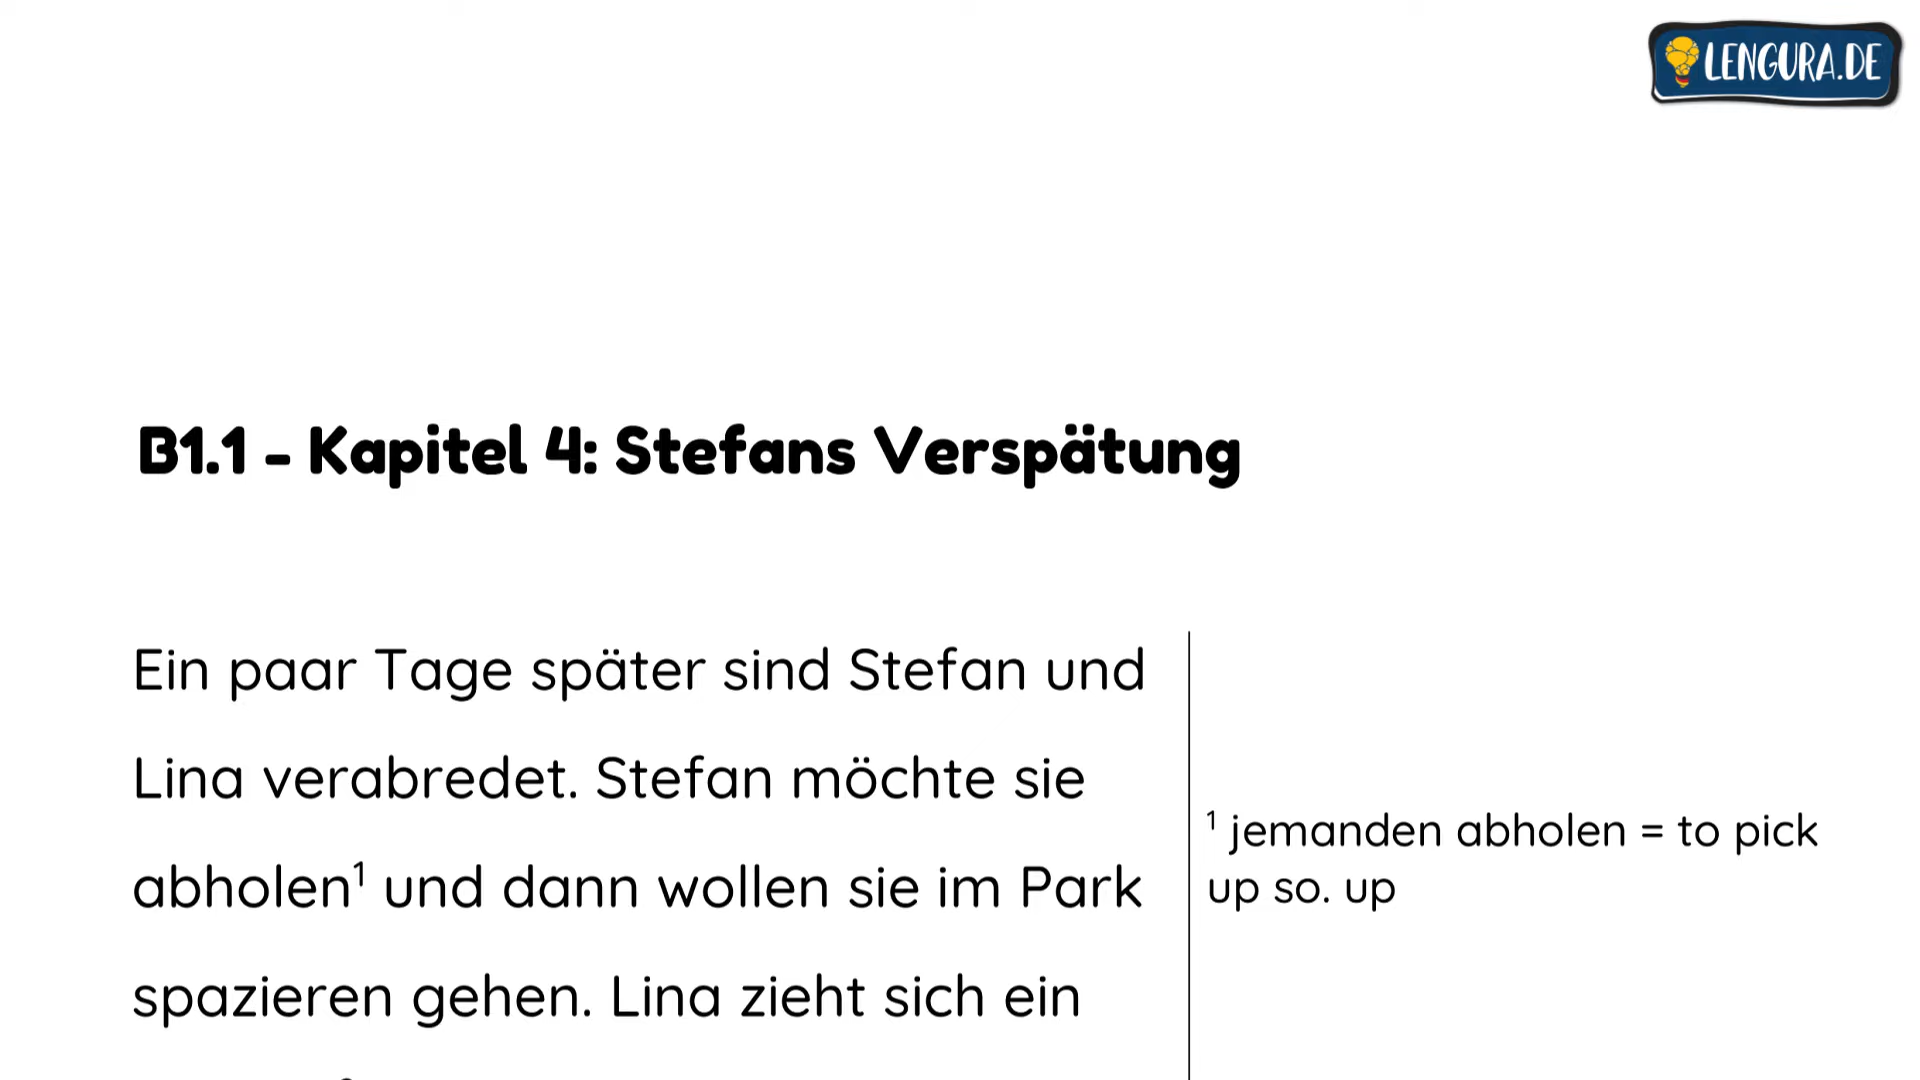 LENGURA.DE
B1.1 - Kapitel 4: Stefans Verspätung
Ein paar Tage später sind Stefan und
Lina verabredet. Stefan möchte sie
abholen¹ und dann wollen sie im Park
spazieren gehen. Lina zieht sich ein
¹ jemanden abholen = to pick
up so. up